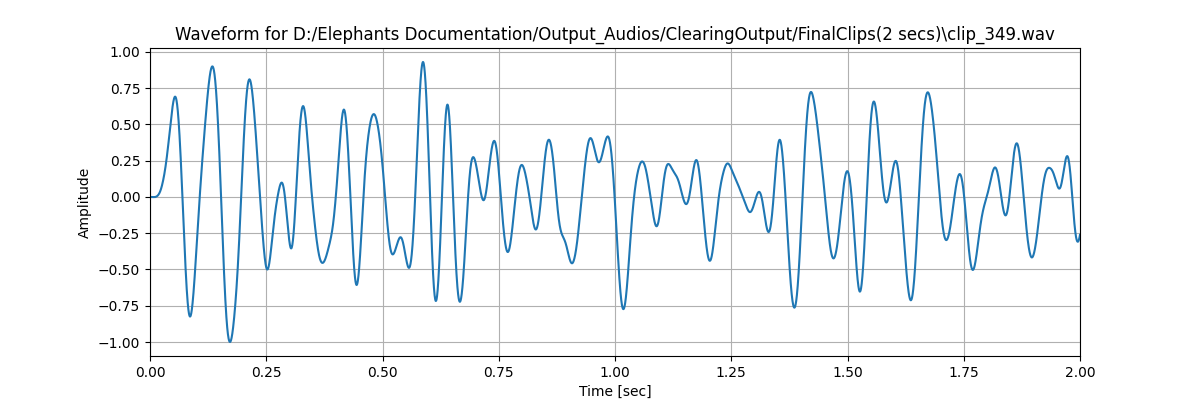 Waveform for D:/Elephants Documentation/Output_Audios/ClearingOutput/FinalClips(2 secs)\clip_349.wav
1.00
0.75
0.50
0.25
0.00
−0.25
−0.50
−0.75
−1.00
Amplitude
0.00 0.25 0.50 0.75 1.00 1.25 1.50 1.75 2.00
Time [sec]